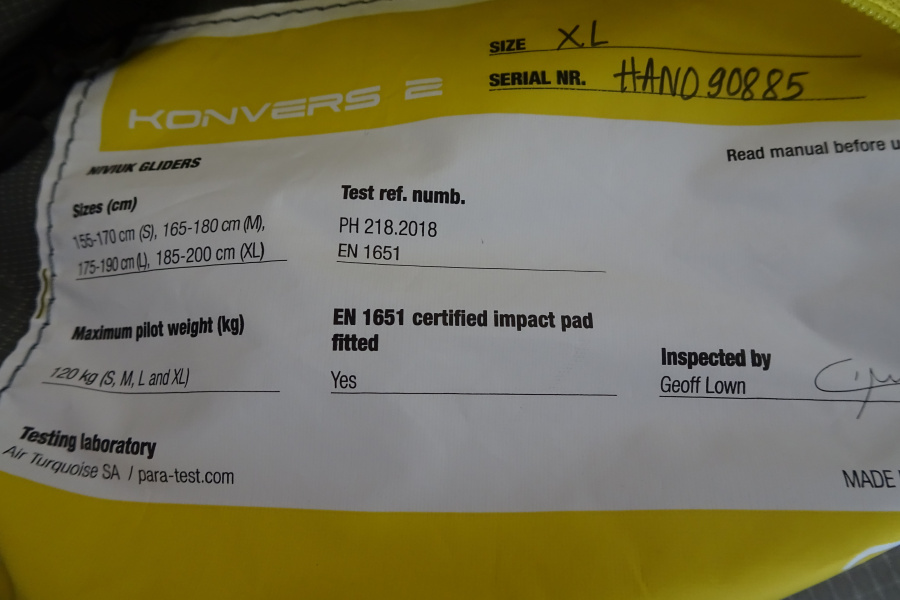 SIZE XL
SERIAL NR. HANO90885
KONVERS 2
NIVIUK GLIDERS
Read manual before u
Sizes (cm)
155-170 cm (S), 165-180 cm (M),
175-190 cm (L), 185-200 cm (XL)
Test ref. numb.
PH 218.2018
EN 1651
Maximum pilot weight (kg)
120 kg (S, M, L and XL)
EN 1651 certified impact pad
fitted
Yes
Inspected by
Geoff Lown
Testing laboratory
Air Turquoise SA / para-test.com
MADE